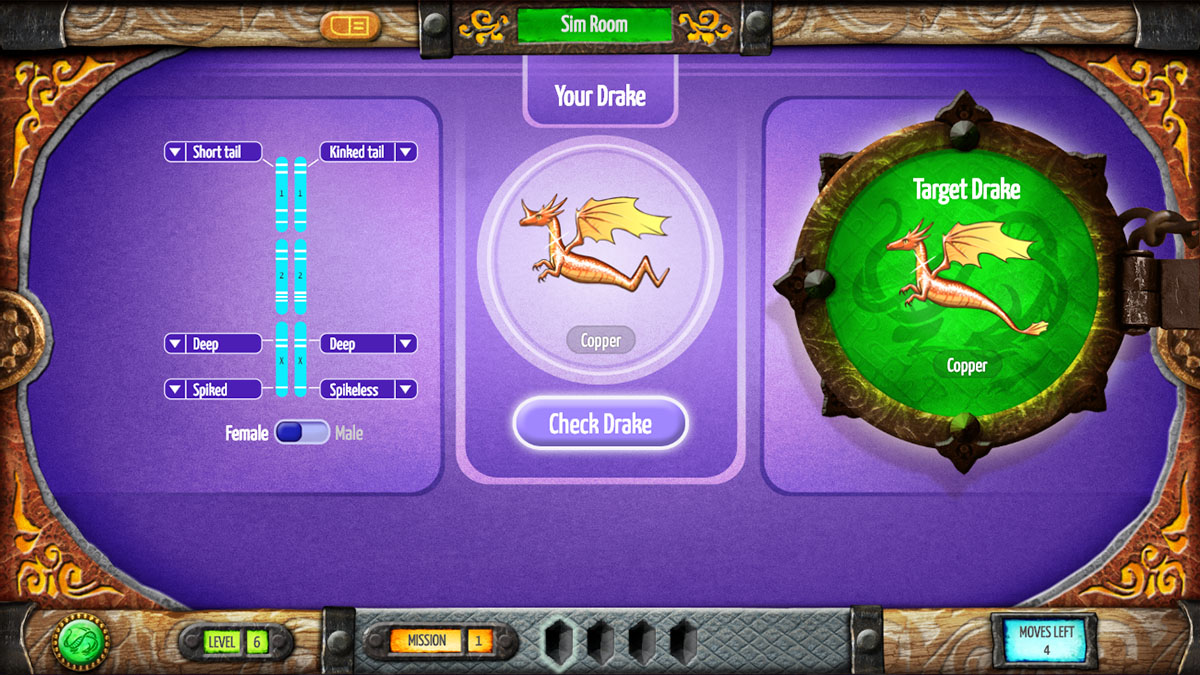 Sim Room
Your Drake
Short tail
Kinked tail
1 1
2 2
Deep
Deep
X X
Spiked
Spikeless
Female
Male
Copper
Check Drake
Target Drake
Copper
LEVEL 6
MISSION 1
MOVES LEFT
4